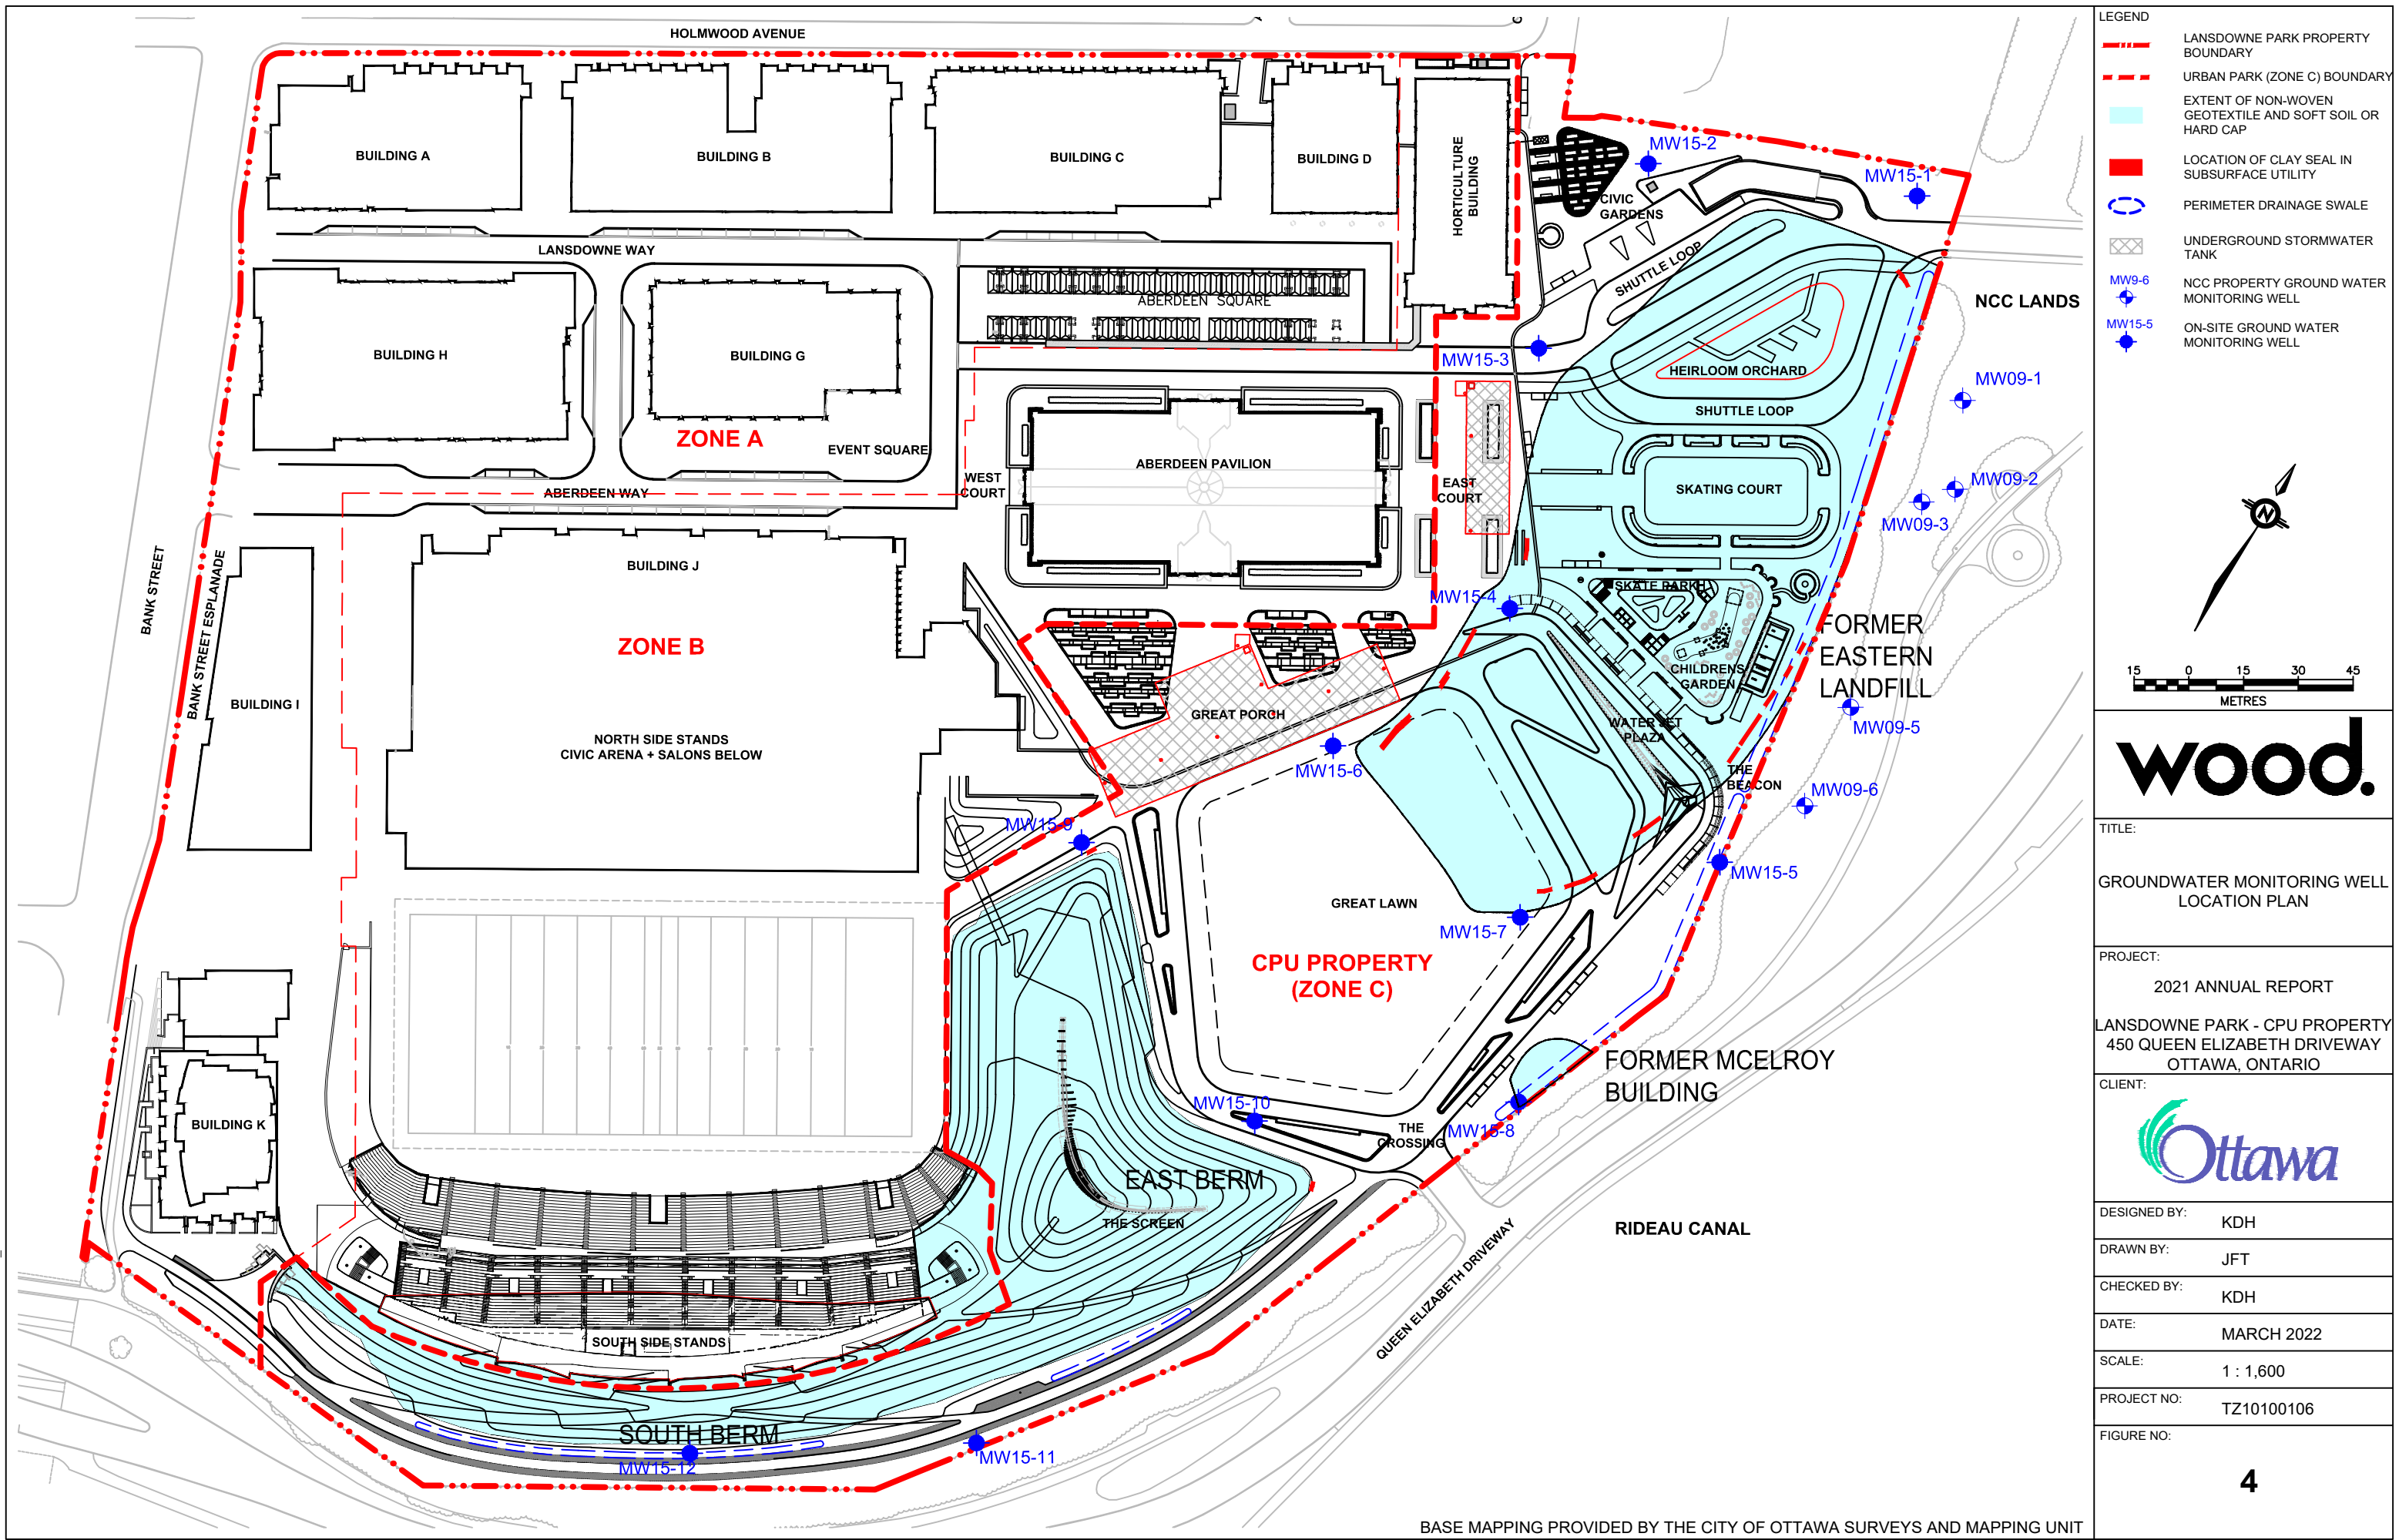 HOLMWOOD AVENUE
BUILDING A
BUILDING B
BUILDING C
BUILDING D
HORTICULTURE
BUILDING
MW15-2
MW15-1
CIVIC
GARDENS
LANSDOWNE WAY
SHUTTLE LOOP
ABERDEEN SQUARE
NCC LANDS
BUILDING H
BUILDING G
MW15-3
HEIRLOOM ORCHARD
MW09-1
SHUTTLE LOOP
ZONE A
EVENT SQUARE
ABERDEEN PAVILION
WEST
COURT
EAST
COURT
SKATING COURT
MW09-2
MW09-3
ABERDEEN WAY
BANK STREET
BANK STREET ESPLANADE
BUILDING J
ZONE B
MW15-4
SKATE PARK
FORMER
EASTERN
LANDFILL
CHILDRENS
GARDEN
BUILDING I
GREAT PORCH
WATER JET
PLAZA
MW09-5
NORTH SIDE STANDS
CIVIC ARENA + SALONS BELOW
MW15-6
THE
BEACON
MW09-6
MW15-9
MW15-5
GREAT LAWN
MW15-7
CPU PROPERTY
(ZONE C)
FORMER MCELROY
BUILDING
MW15-10
BUILDING K
THE
CROSSING
MW15-8
EAST BERM
THE SCREEN
RIDEAU CANAL
QUEEN ELIZABETH DRIVEWAY
SOUTH SIDE STANDS
SOUTH BERM
MW15-12
MW15-11
BASE MAPPING PROVIDED BY THE CITY OF OTTAWA SURVEYS AND MAPPING UNIT
LEGEND
LANSDOWNE PARK PROPERTY
BOUNDARY
URBAN PARK (ZONE C) BOUNDARY
EXTENT OF NON-WOVEN
GEOTEXTILE AND SOFT SOIL OR
HARD CAP
LOCATION OF CLAY SEAL IN
SUBSURFACE UTILITY
PERIMETER DRAINAGE SWALE
UNDERGROUND STORMWATER
TANK
MW9-6
NCC PROPERTY GROUND WATER
MONITORING WELL
MW15-5
ON-SITE GROUND WATER
MONITORING WELL
N
15 0 15 30 45
METRES
wood.
TITLE:
GROUNDWATER MONITORING WELL
LOCATION PLAN
PROJECT:
2021 ANNUAL REPORT
LANSDOWNE PARK - CPU PROPERTY
450 QUEEN ELIZABETH DRIVEWAY
OTTAWA, ONTARIO
CLIENT:
Ottawa
DESIGNED BY:
KDH
DRAWN BY:
JFT
CHECKED BY:
KDH
DATE:
MARCH 2022
SCALE:
1 : 1,600
PROJECT NO:
TZ10100106
FIGURE NO:
4